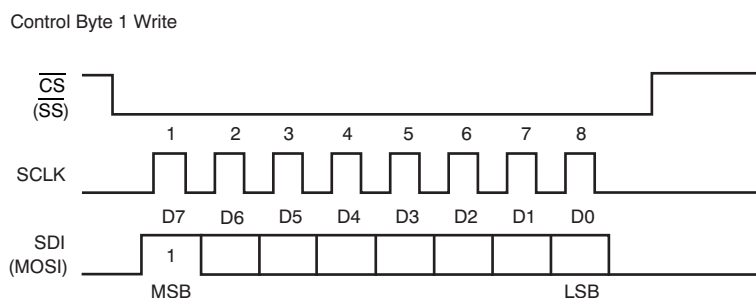 Control Byte 1 Write
CS
(SS)
1 2 3 4 5 6 7 8
SCLK
D7 D6 D5 D4 D3 D2 D1 D0
SDI
(MOSI)
1
MSB LSB